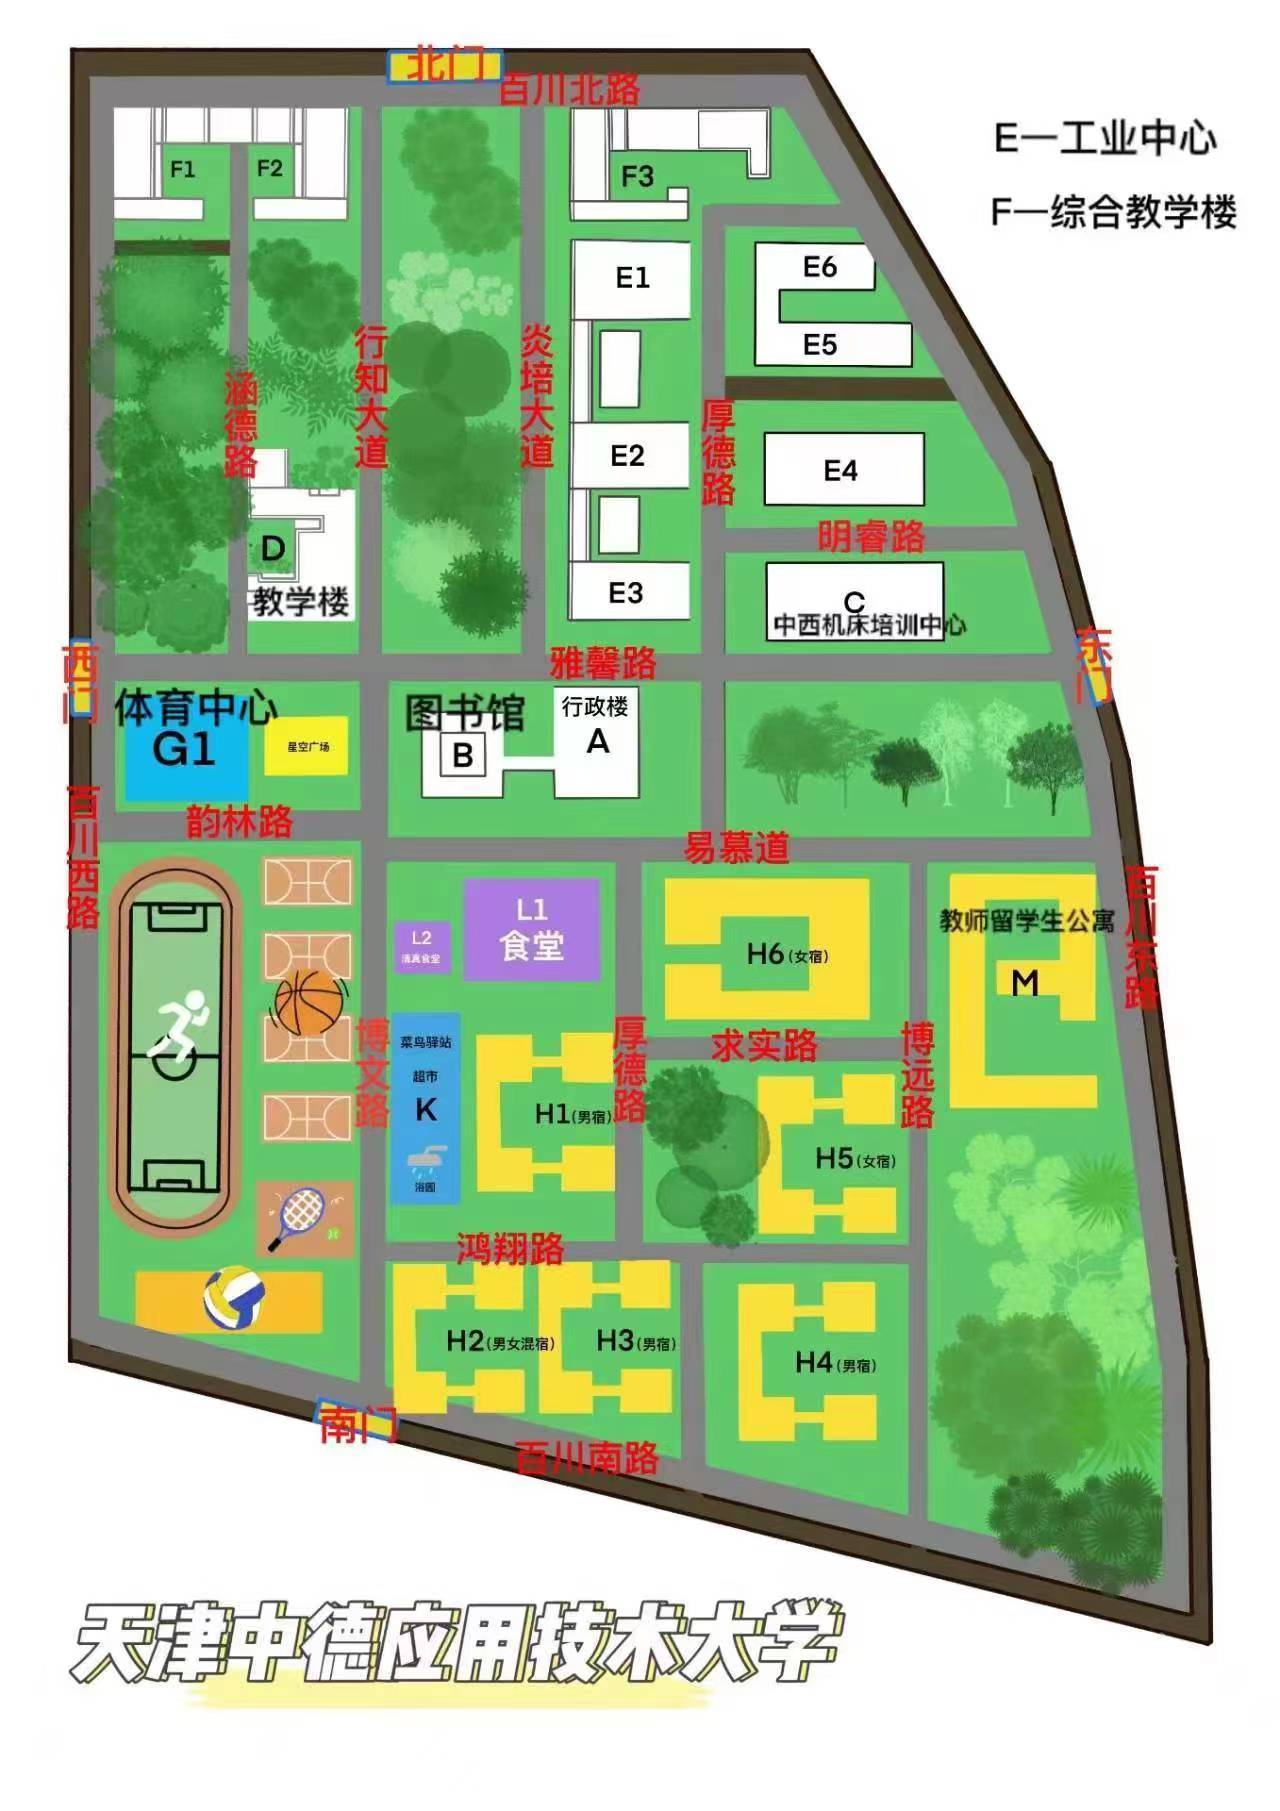 北门
百川北路
E—工业中心
F—综合教学楼
F1
F2
F3
E1
E6
E5
行知大道
炎培大道
涵德路
厚德路
E2
E4
明睿路
D
教学楼
E3
C
中西机床培训中心
西门
雅馨路
东门
体育中心
G1
星空广场
图书馆
B
行政楼
A
百川西路
韵林路
易慕道
百川东路
L1
食堂
L2
清真食堂
H6(女宿)
教师留学生公寓
M
博文路
菜鸟驿站
超市
K
浴园
H1(男宿)
厚德路
求实路
博远路
H5(女宿)
鸿翔路
H2(男女混宿)
H3(男宿)
H4(男宿)
南门
百川南路
天津中德应用技术大学